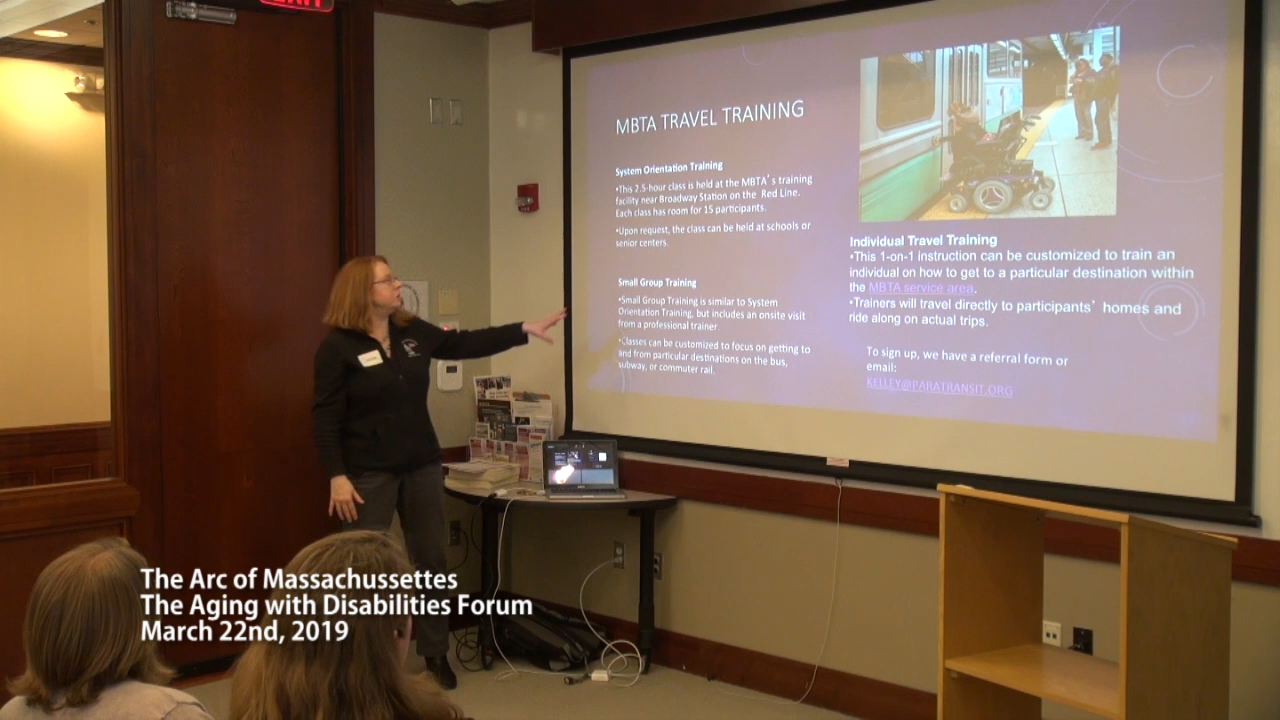 EXIT
MBTA TRAVEL TRAINING
System Orientation Training
•This 2.5-hour class is held at the MBTA's training
facility near Broadway Station on the Red Line.
Each class has room for 15 participants.
•Upon request, the class can be held at schools or
senior centers.
Small Group Training
•Small Group Training is similar to System
Orientation Training, but includes an onsite visit
from a professional trainer.
•Classes can be customized to focus on getting to
and from particular destinations on the bus,
subway, or commuter rail.
Individual Travel Training
•This 1-on-1 instruction can be customized to train an
individual on how to get to a particular destination within
the MBTA service area.
•Trainers will travel directly to participants' homes and
ride along on actual trips.
To sign up, we have a referral form or
email:
KELLEY@PARATRANSIT.ORG
The Arc of Massachussettes
The Aging with Disabilities Forum
March 22nd, 2019